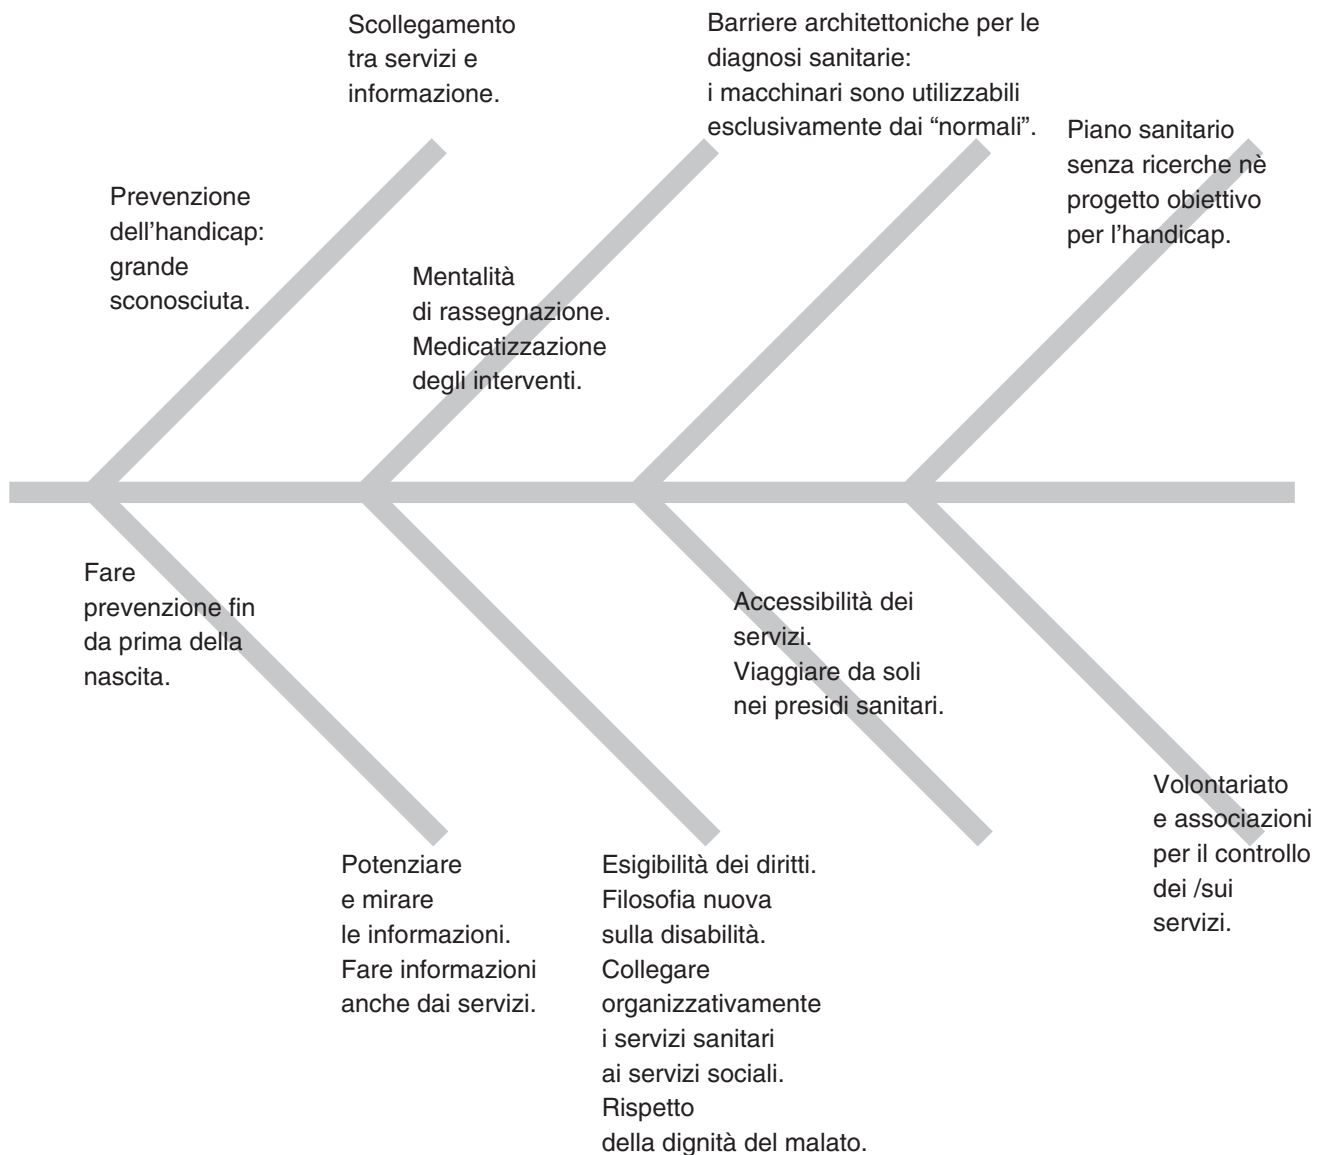 Scollegamento
tra servizi e
informazione.
Barriere architettoniche per le
diagnosi sanitarie:
i macchinari sono utilizzabili
esclusivamente dai “normali”.
Piano sanitario
senza ricerche nè
progetto obiettivo
per l’handicap.
Prevenzione
dell’handicap:
grande
sconosciuta.
Mentalità
di rassegnazione.
Medicatizzazione
degli interventi.
Fare
prevenzione fin
da prima della
nascita.
Accessibilità dei
servizi.
Viaggiare da soli
nei presidi sanitari.
Volontariato
e associazioni
per il controllo
dei /sui
servizi.
Potenziare
e mirare
le informazioni.
Fare informazioni
anche dai servizi.
Esigibilità dei diritti.
Filosofia nuova
sulla disabilità.
Collegare
organizzativamente
i servizi sanitari
ai servizi sociali.
Rispetto
della dignità del malato.